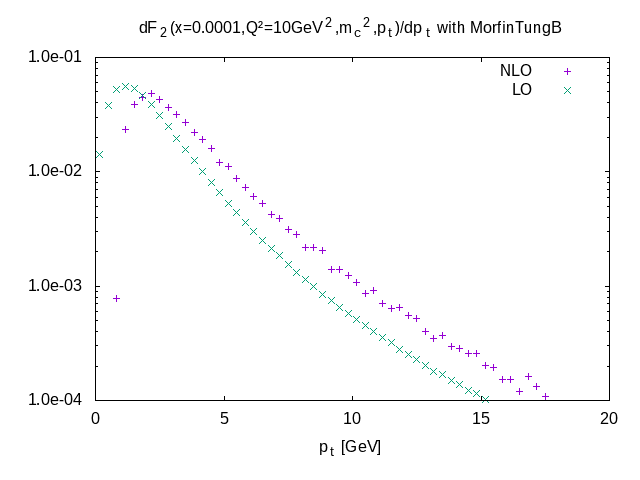 dF2(x=0.0001,Q²=10GeV2,mc2,pt)/dpt with MorfinTungB
1.0e-01
1.0e-02
1.0e-03
1.0e-04
NLO
LO
0 5 10 15 20
pt [GeV]